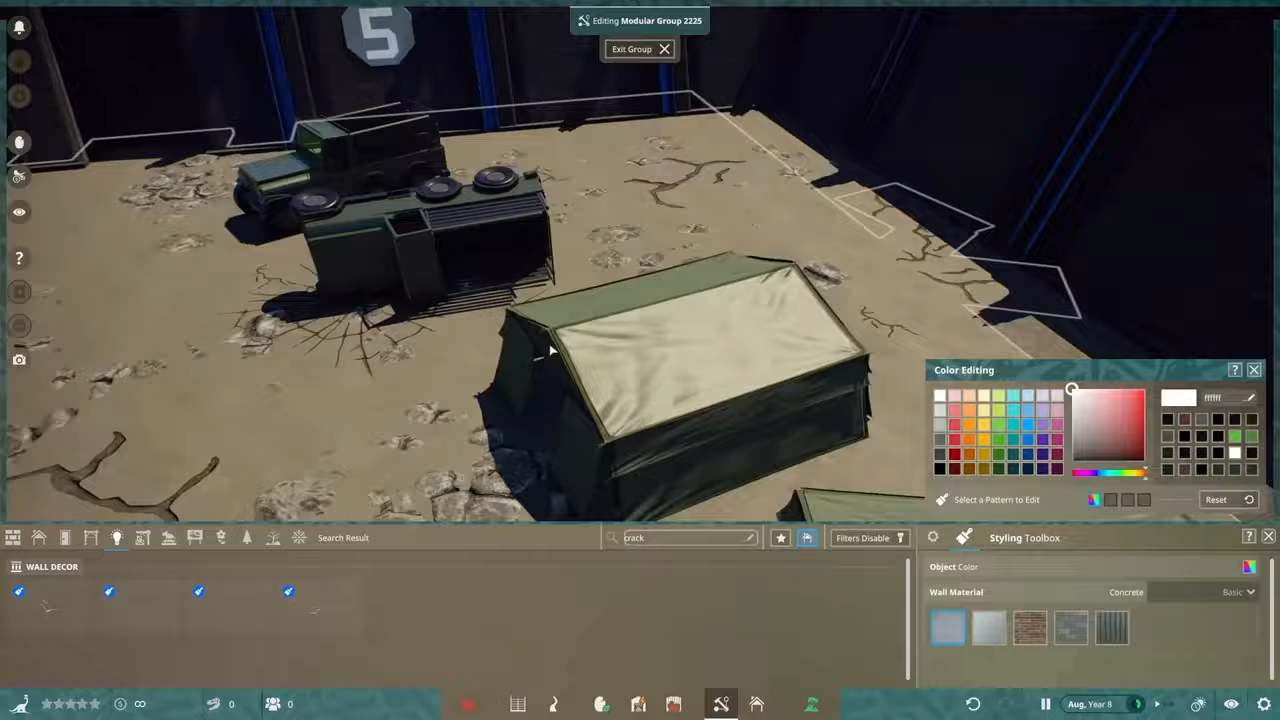 5
Editing Modular Group 2225
Exit Group
?
Color Editing
?
ffffff
Select a Pattern to Edit
Reset
Search Result
crack
Filters Disable
Styling Toolbox
?
WALL DECOR
Object Color
Wall Material
Concrete
Basic
$
∞
0
0
Aug, Year 8